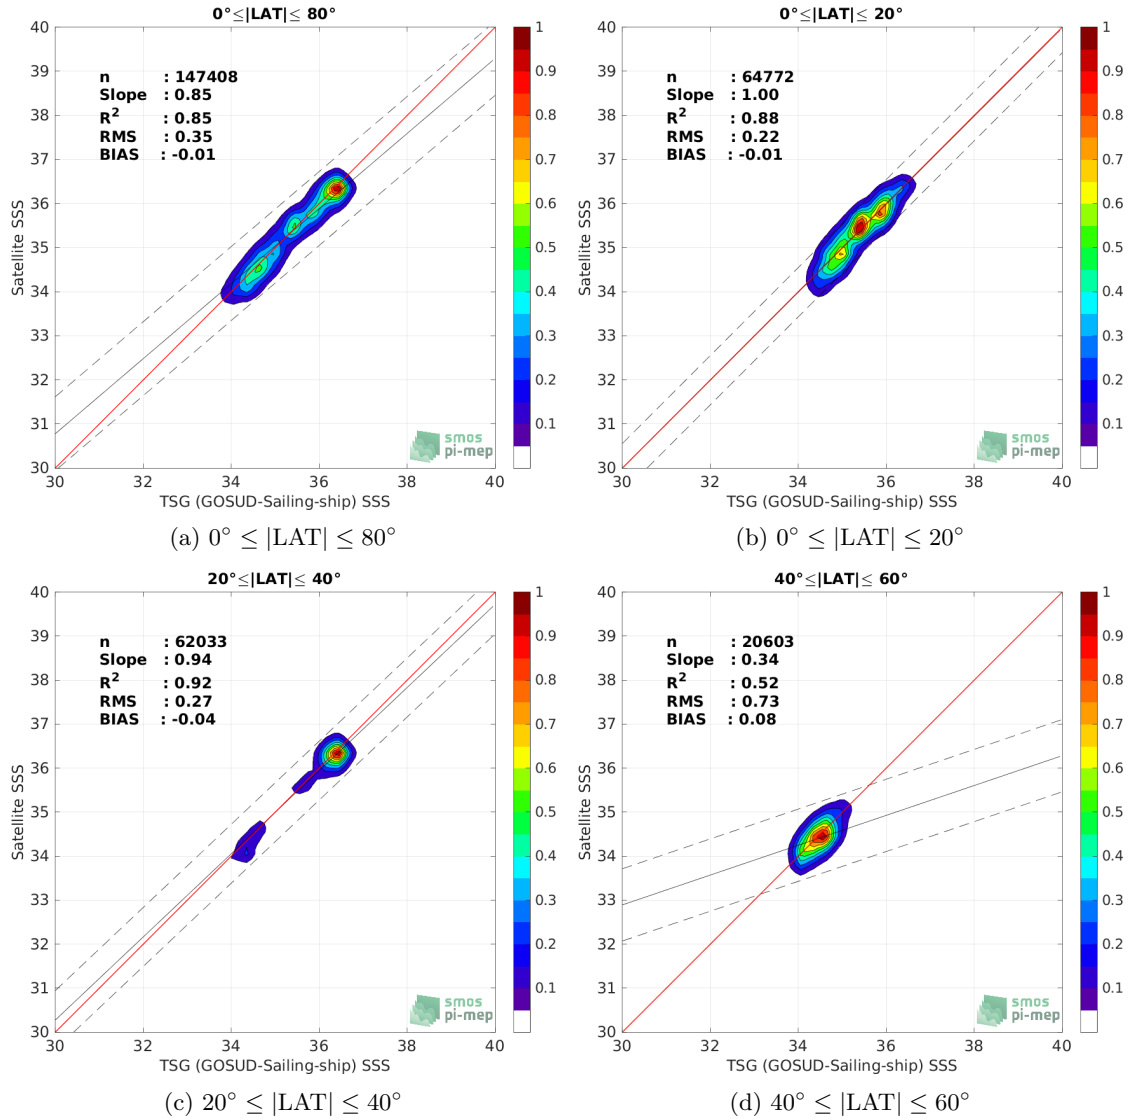 0°≤|LAT|≤ 80°
40
39
38
37
36
35
34
33
32
31
30
30
32
34
36
38
40
Satellite SSS
TSG (GOSUD-Sailing-ship) SSS
n : 147408
Slope : 0.85
R² : 0.85
RMS : 0.35
BIAS : -0.01
smos
pi-mep
1
0.9
0.8
0.7
0.6
0.5
0.4
0.3
0.2
0.1
(a) 0° ≤ |LAT| ≤ 80°
0°≤|LAT|≤ 20°
40
39
38
37
36
35
34
33
32
31
30
30
32
34
36
38
40
Satellite SSS
TSG (GOSUD-Sailing-ship) SSS
n : 64772
Slope : 1.00
R² : 0.88
RMS : 0.22
BIAS : -0.01
smos
pi-mep
1
0.9
0.8
0.7
0.6
0.5
0.4
0.3
0.2
0.1
(b) 0° ≤ |LAT| ≤ 20°
20°≤|LAT|≤ 40°
40
39
38
37
36
35
34
33
32
31
30
30
32
34
36
38
40
Satellite SSS
TSG (GOSUD-Sailing-ship) SSS
n : 62033
Slope : 0.94
R² : 0.92
RMS : 0.27
BIAS : -0.04
smos
pi-mep
1
0.9
0.8
0.7
0.6
0.5
0.4
0.3
0.2
0.1
(c) 20° ≤ |LAT| ≤ 40°
40°≤|LAT|≤ 60°
40
39
38
37
36
35
34
33
32
31
30
30
32
34
36
38
40
Satellite SSS
TSG (GOSUD-Sailing-ship) SSS
n : 20603
Slope : 0.34
R² : 0.52
RMS : 0.73
BIAS : 0.08
smos
pi-mep
1
0.9
0.8
0.7
0.6
0.5
0.4
0.3
0.2
0.1
(d) 40° ≤ |LAT| ≤ 60°